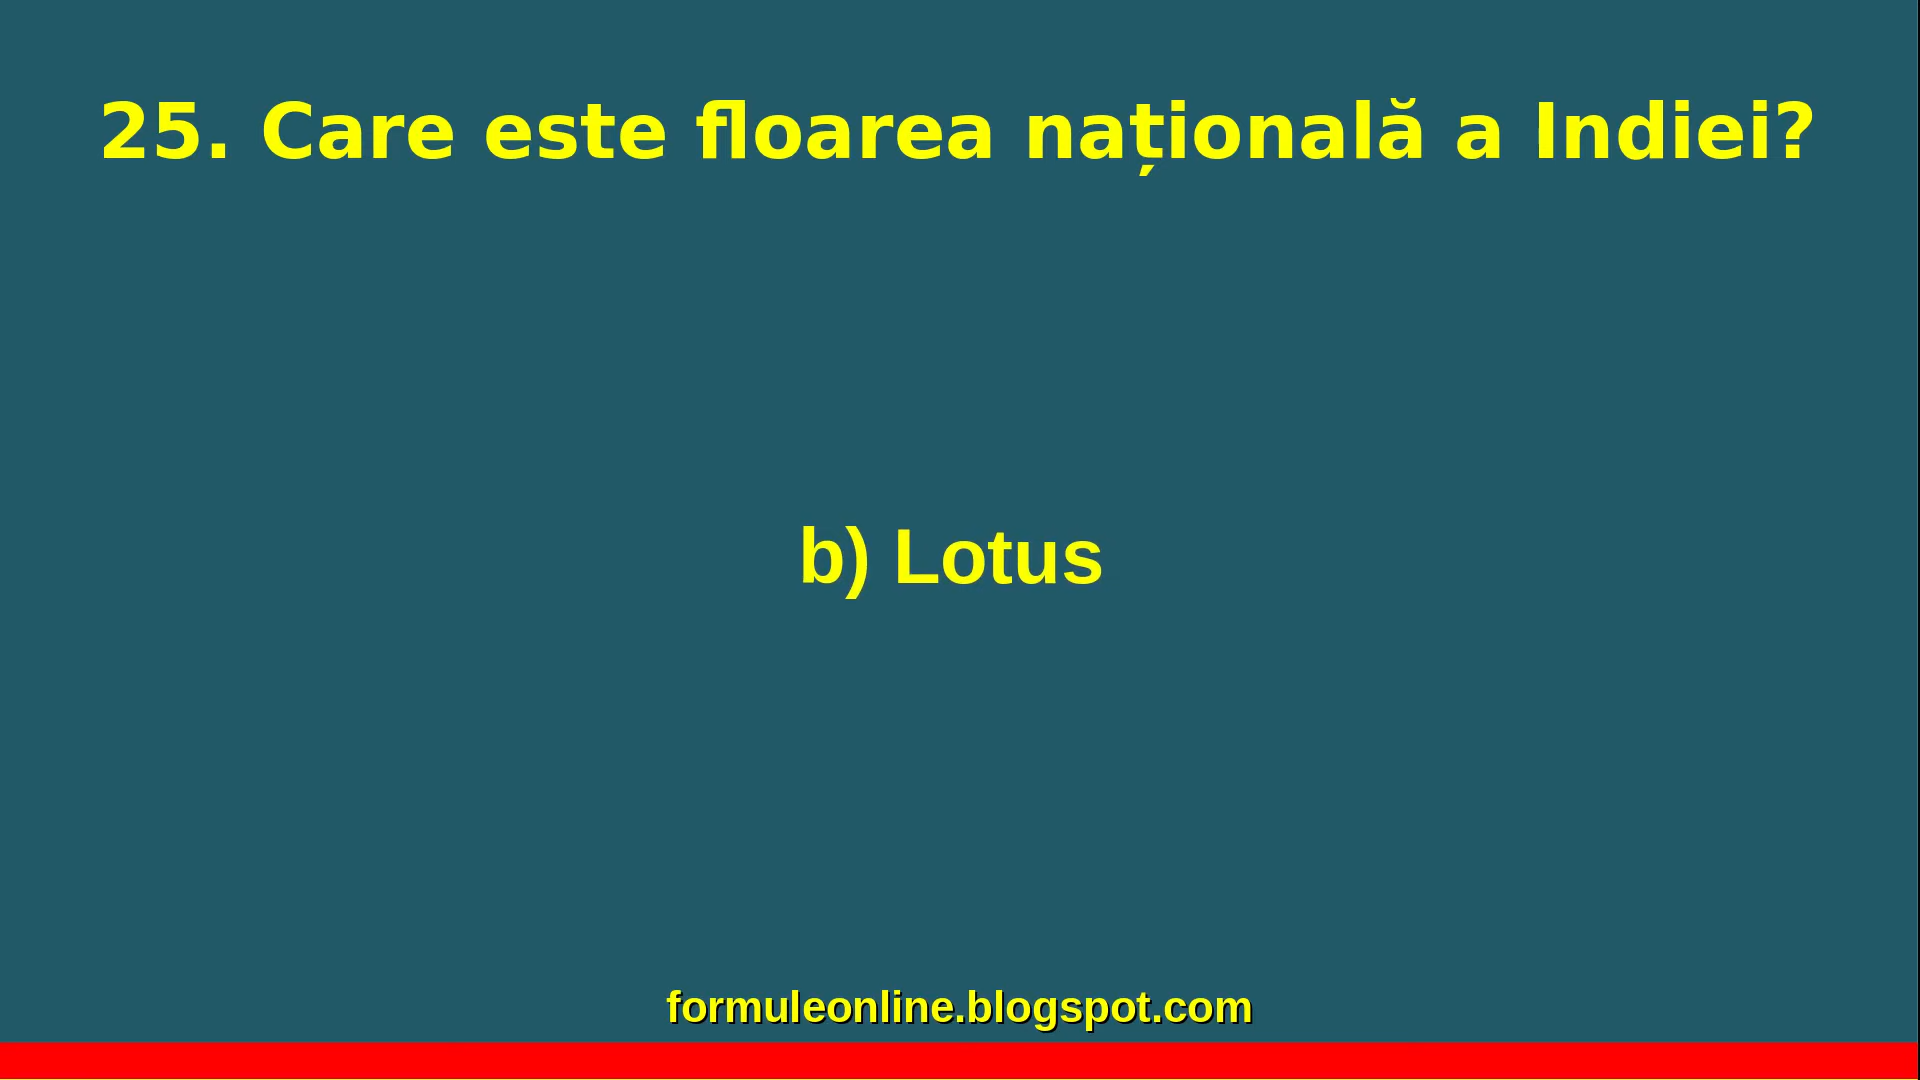 25. Care este floarea națională a Indiei?
b) Lotus
formuleonline.blogspot.com